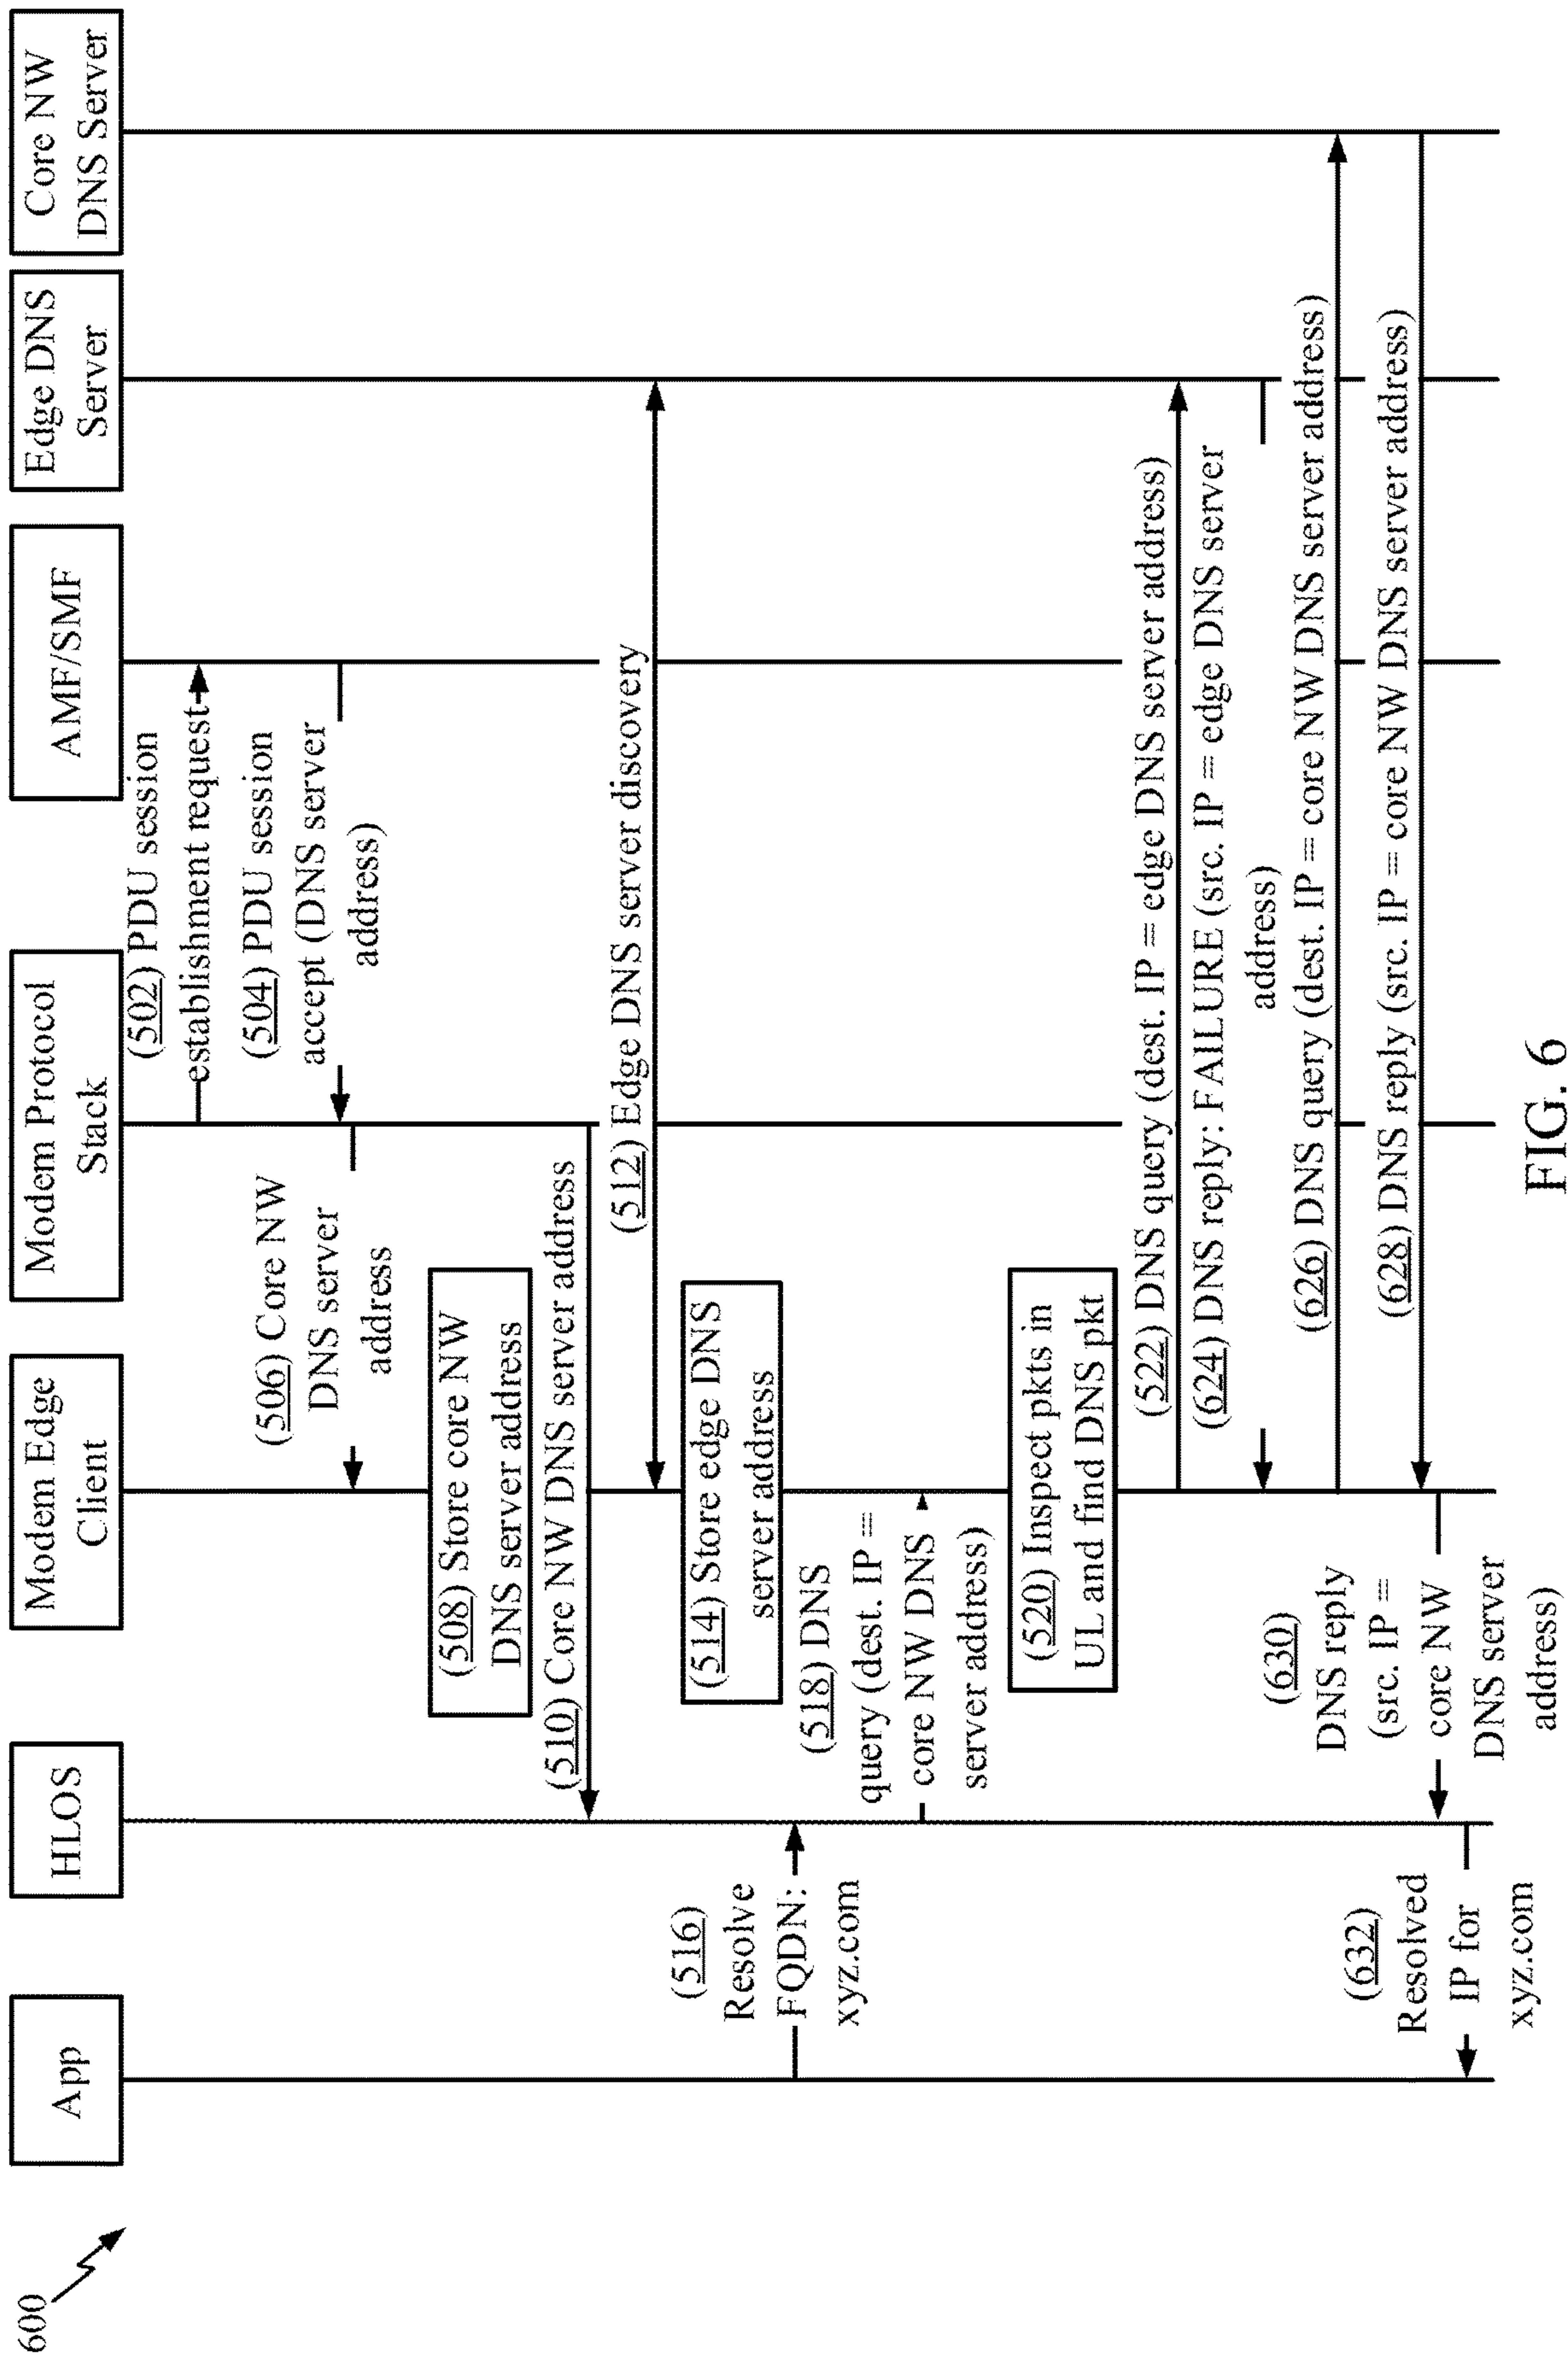 600
App
HLOS
Modem Edge
Client
Modem Protocol
Stack
AMF/SMF
Edge DNS
Server
Core NW
DNS Server
(502) PDU session
establishment request
(504) PDU session
accept (DNS server
address)
(506) Core NW
DNS server
address
(508) Store core NW
DNS server address
(510) Core NW DNS server address
(512) Edge DNS server discovery
(514) Store edge DNS
server address
(516)
Resolve
FQDN:
xyz.com
(518) DNS
query (dest. IP =
core NW DNS
server address)
(520) Inspect pkts in
UL and find DNS pkt
(522) DNS query (dest. IP = edge DNS server address)
(624) DNS reply: FAILURE (src. IP = edge DNS server
address)
(626) DNS query (dest. IP = core NW DNS server address)
(628) DNS reply (src. IP = core NW DNS server address)
(630)
DNS reply
(src. IP =
core NW
DNS server
address)
(632)
Resolved
IP for
xyz.com
FIG. 6